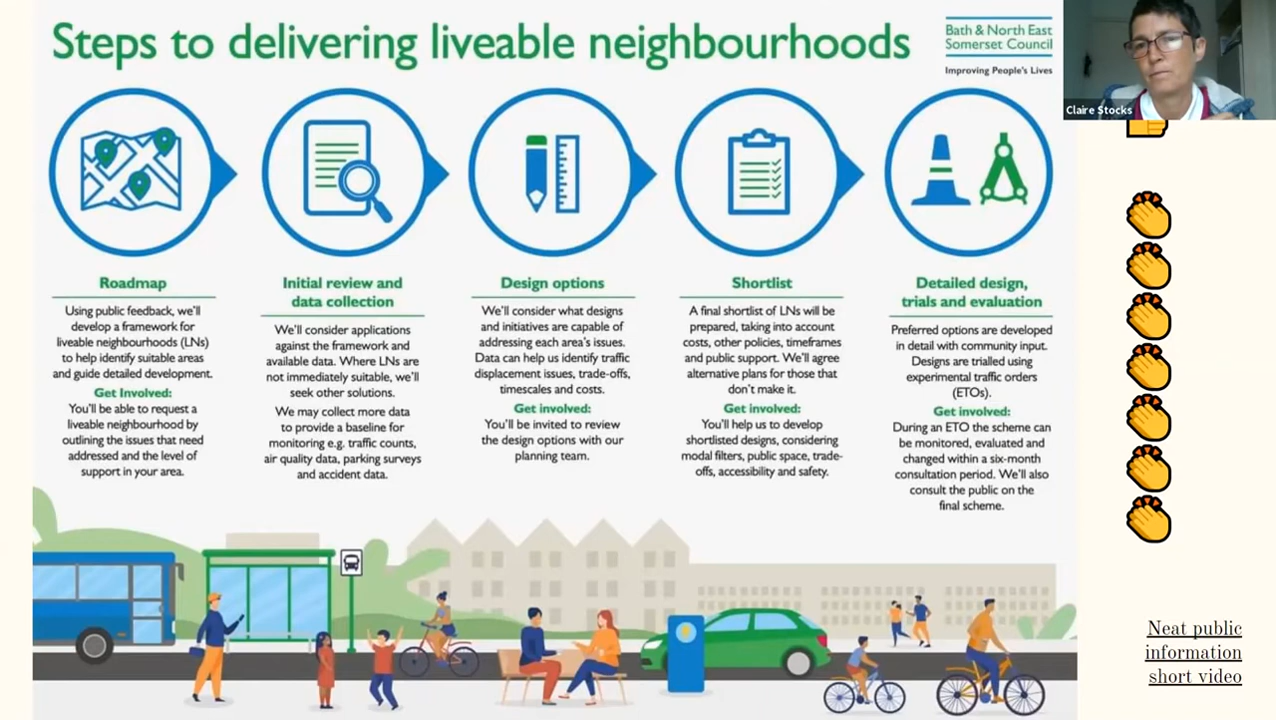 Steps to delivering liveable neighbourhoods
Bath & North East
Somerset Council
Improving People's Lives
Claire Stocks
Roadmap
Using public feedback, we'll
develop a framework for
liveable neighbourhoods (LNs)
to help identify suitable areas
and guide detailed development.
Get Involved:
You'll be able to request a
liveable neighbourhood by
outlining the issues that need
addressed and the level of
support in your area.
Initial review and
data collection
We'll consider applications
against the framework and
available data. Where LNs are
not immediately suitable, we'll
seek other solutions.
We may collect more data
to provide a baseline for
monitoring e.g. traffic counts,
air quality data, parking surveys
and accident data.
Design options
We'll consider what designs
and initiatives are capable of
addressing each area's issues.
Data can help us identify traffic
displacement issues, trade-offs,
timescales and costs.
Get involved:
You'll be invited to review
the design options with our
planning team.
Shortlist
A final shortlist of LNs will be
prepared, taking into account
costs, other policies, timeframes
and public support. We'll agree
alternative plans for those that
don't make it.
Get involved:
You'll help us to develop
shortlisted designs, considering
modal filters, public space, trade-
offs, accessibility and safety.
Detailed design,
trials and evaluation
Preferred options are developed
in detail with community input.
Designs are trialled using
experimental traffic orders
(ETOs).
Get involved:
During an ETO the scheme can
be monitored, evaluated and
changed within a six-month
consultation period. We'll also
consult the public on the
final scheme.
Neat public
information
short video